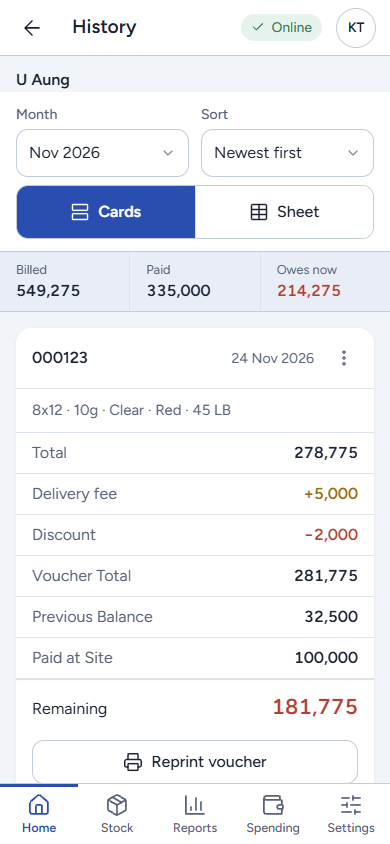 History
Online
KT
U Aung
Month
Sort
Nov 2026
Newest first
Cards
Sheet
Billed
Paid
Owes now
549,275
335,000
214,275
000123
24 Nov 2026
8x12 · 10g · Clear · Red · 45 LB
Total 278,775
Delivery fee +5,000
Discount −2,000
Voucher Total 281,775
Previous Balance 32,500
Paid at Site 100,000
Remaining 181,775
Reprint voucher
Home
Stock
Reports
Spending
Settings